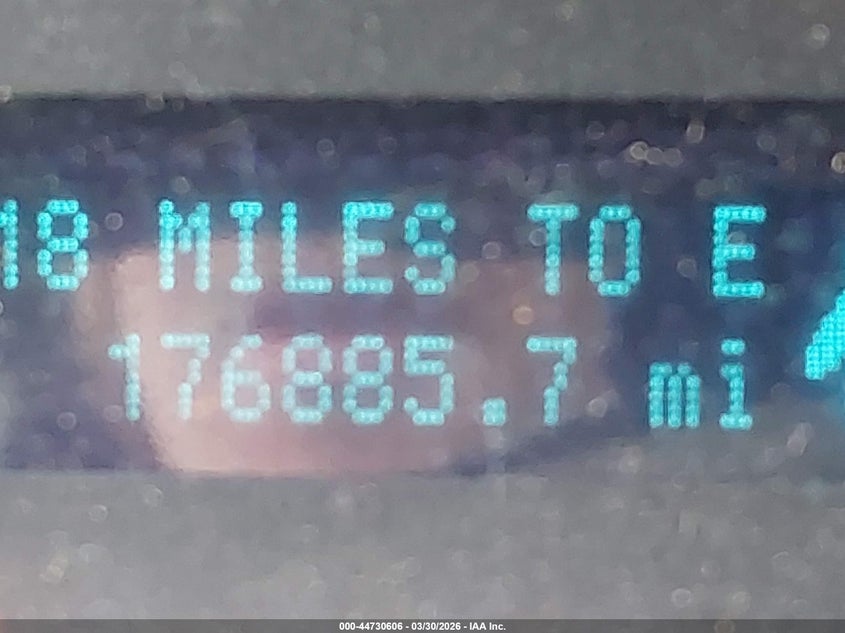 18 MILES TO E
176885.7 mi
000-44730606 - 03/30/2026 - IAA Inc.